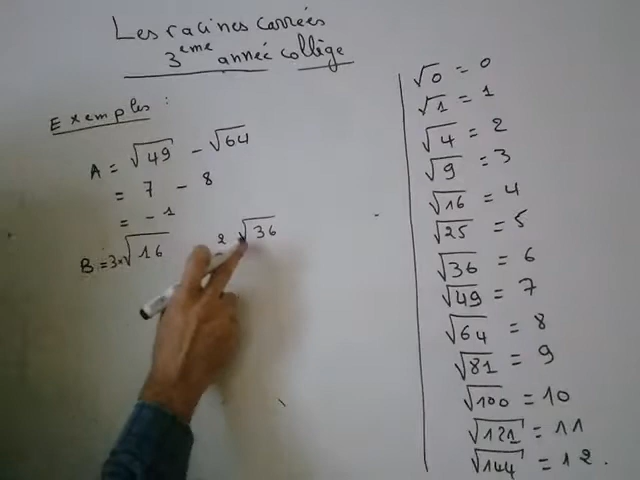 Les racines carrées
3eme année collège
Exemples :
A = √49 - √64
= 7 - 8
= - 1
B = 3×√16 - 2 √36
√0 = 0
√1 = 1
√4 = 2
√9 = 3
√16 = 4
√25 = 5
√36 = 6
√49 = 7
√64 = 8
√81 = 9
√100 = 10
√121 = 11
√144 = 12.